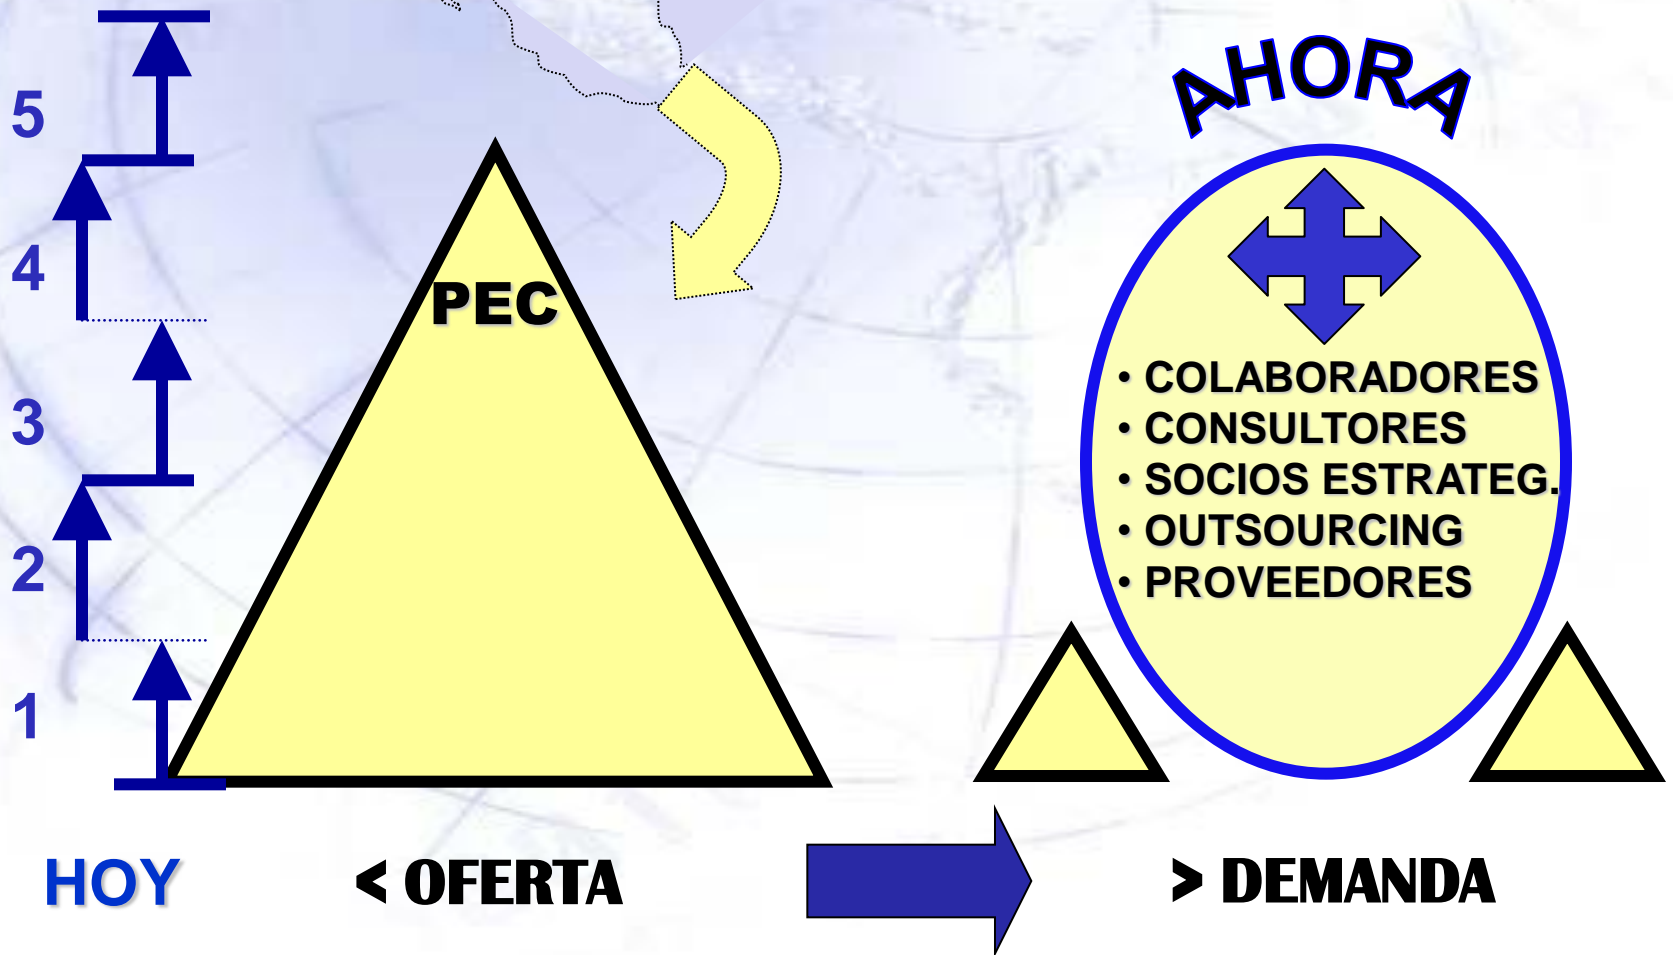 AHORA
5
4
3
2
1
PEC
• COLABORADORES
• CONSULTORES
• SOCIOS ESTRATEG.
• OUTSOURCING
• PROVEEDORES
HOY
< OFERTA
> DEMANDA